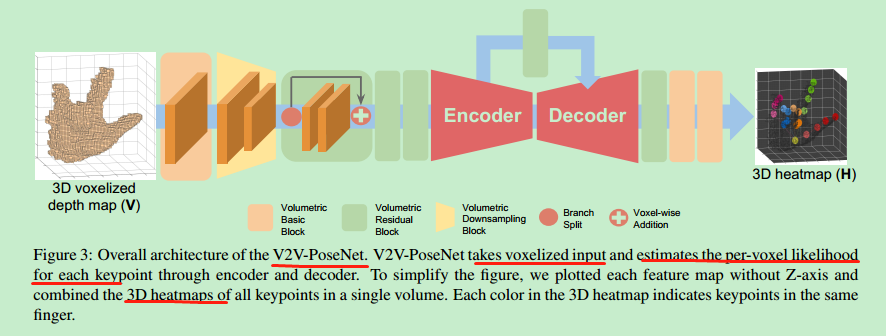 Encoder
Decoder
3D voxelized
depth map (V)
3D heatmap (H)
Volumetric
Basic
Block
Volumetric
Residual
Block
Volumetric
Downsampling
Block
Branch
Split
Voxel-wise
Addition
Figure 3: Overall architecture of the V2V-PoseNet. V2V-PoseNet takes voxelized input and estimates the per-voxel likelihood
for each keypoint through encoder and decoder. To simplify the figure, we plotted each feature map without Z-axis and
combined the 3D heatmaps of all keypoints in a single volume. Each color in the 3D heatmap indicates keypoints in the same
finger.